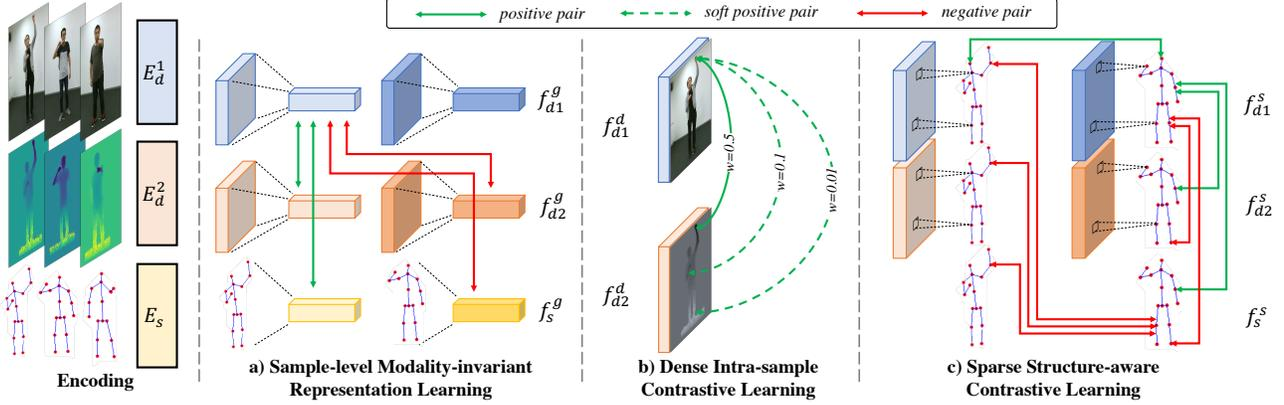 positive pair
soft positive pair
negative pair
E_d^1
E_d^2
E_s
Encoding
f_{d1}^g
f_{d2}^g
f_s^g
a) Sample-level Modality-invariant
Representation Learning
f_{d1}^d
f_{d2}^d
w=0.5
w=0.1
w=0.01
b) Dense Intra-sample
Contrastive Learning
f_{d1}^s
f_{d2}^s
f_s^s
c) Sparse Structure-aware
Contrastive Learning